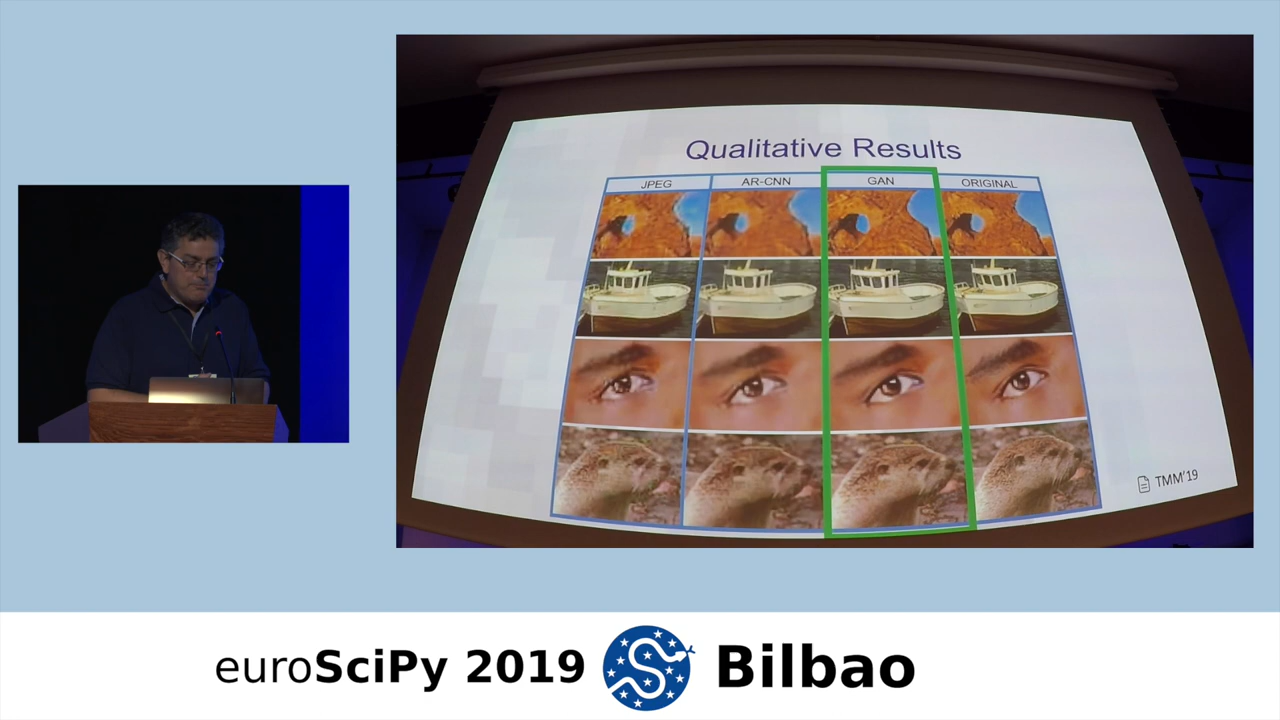 Qualitative Results
JPEG AR-CNN GAN ORIGINAL
TMM'19
euroSciPy 2019 Bilbao